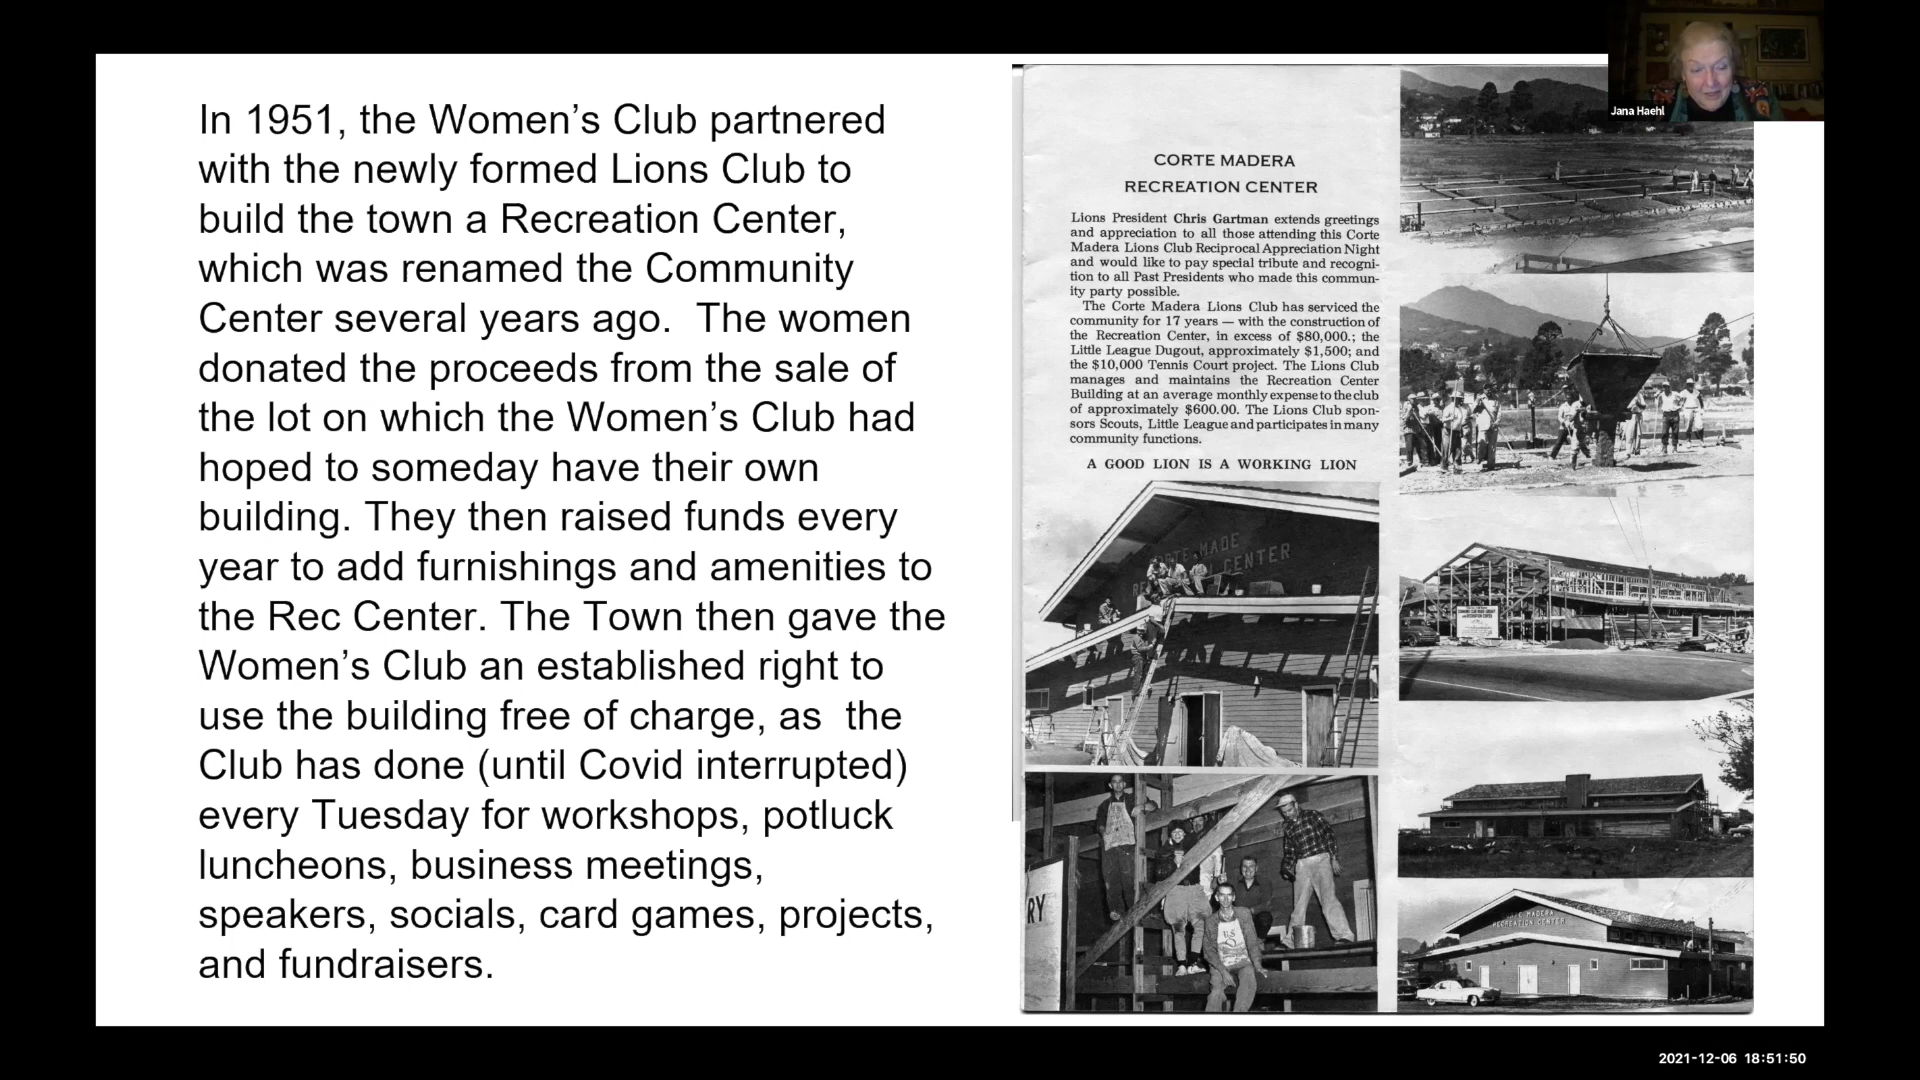 In 1951, the Women’s Club partnered
with the newly formed Lions Club to
build the town a Recreation Center,
which was renamed the Community
Center several years ago.  The women
donated the proceeds from the sale of
the lot on which the Women’s Club had
hoped to someday have their own
building. They then raised funds every
year to add furnishings and amenities to
the Rec Center. The Town then gave the
Women’s Club an established right to
use the building free of charge, as  the
Club has done (until Covid interrupted)
every Tuesday for workshops, potluck
luncheons, business meetings,
speakers, socials, card games, projects,
and fundraisers.
CORTE MADERA
RECREATION CENTER
Lions President Chris Gartman extends greetings
and appreciation to all those attending this Corte
Madera Lions Club Reciprocal Appreciation Night
and would like to pay special tribute and recogni-
tion to all Past Presidents who made this commun-
ity party possible.
The Corte Madera Lions Club has serviced the
community for 17 years — with the construction of
the Recreation Center, in excess of $80,000.; the
Little League Dugout, approximately $1,500; and
the $10,000 Tennis Court project. The Lions Club
manages and maintains the Recreation Center
Building at an average monthly expense to the club
of approximately $600.00. The Lions Club spon-
sors Scouts, Little League and participates in many
community functions.
A GOOD LION IS A WORKING LION
CORTE MADE
CENTER
RY
U.S
CORTE MADERA
RECREATION CENTER
Jana Haehl
2021-12-06 18:51:50